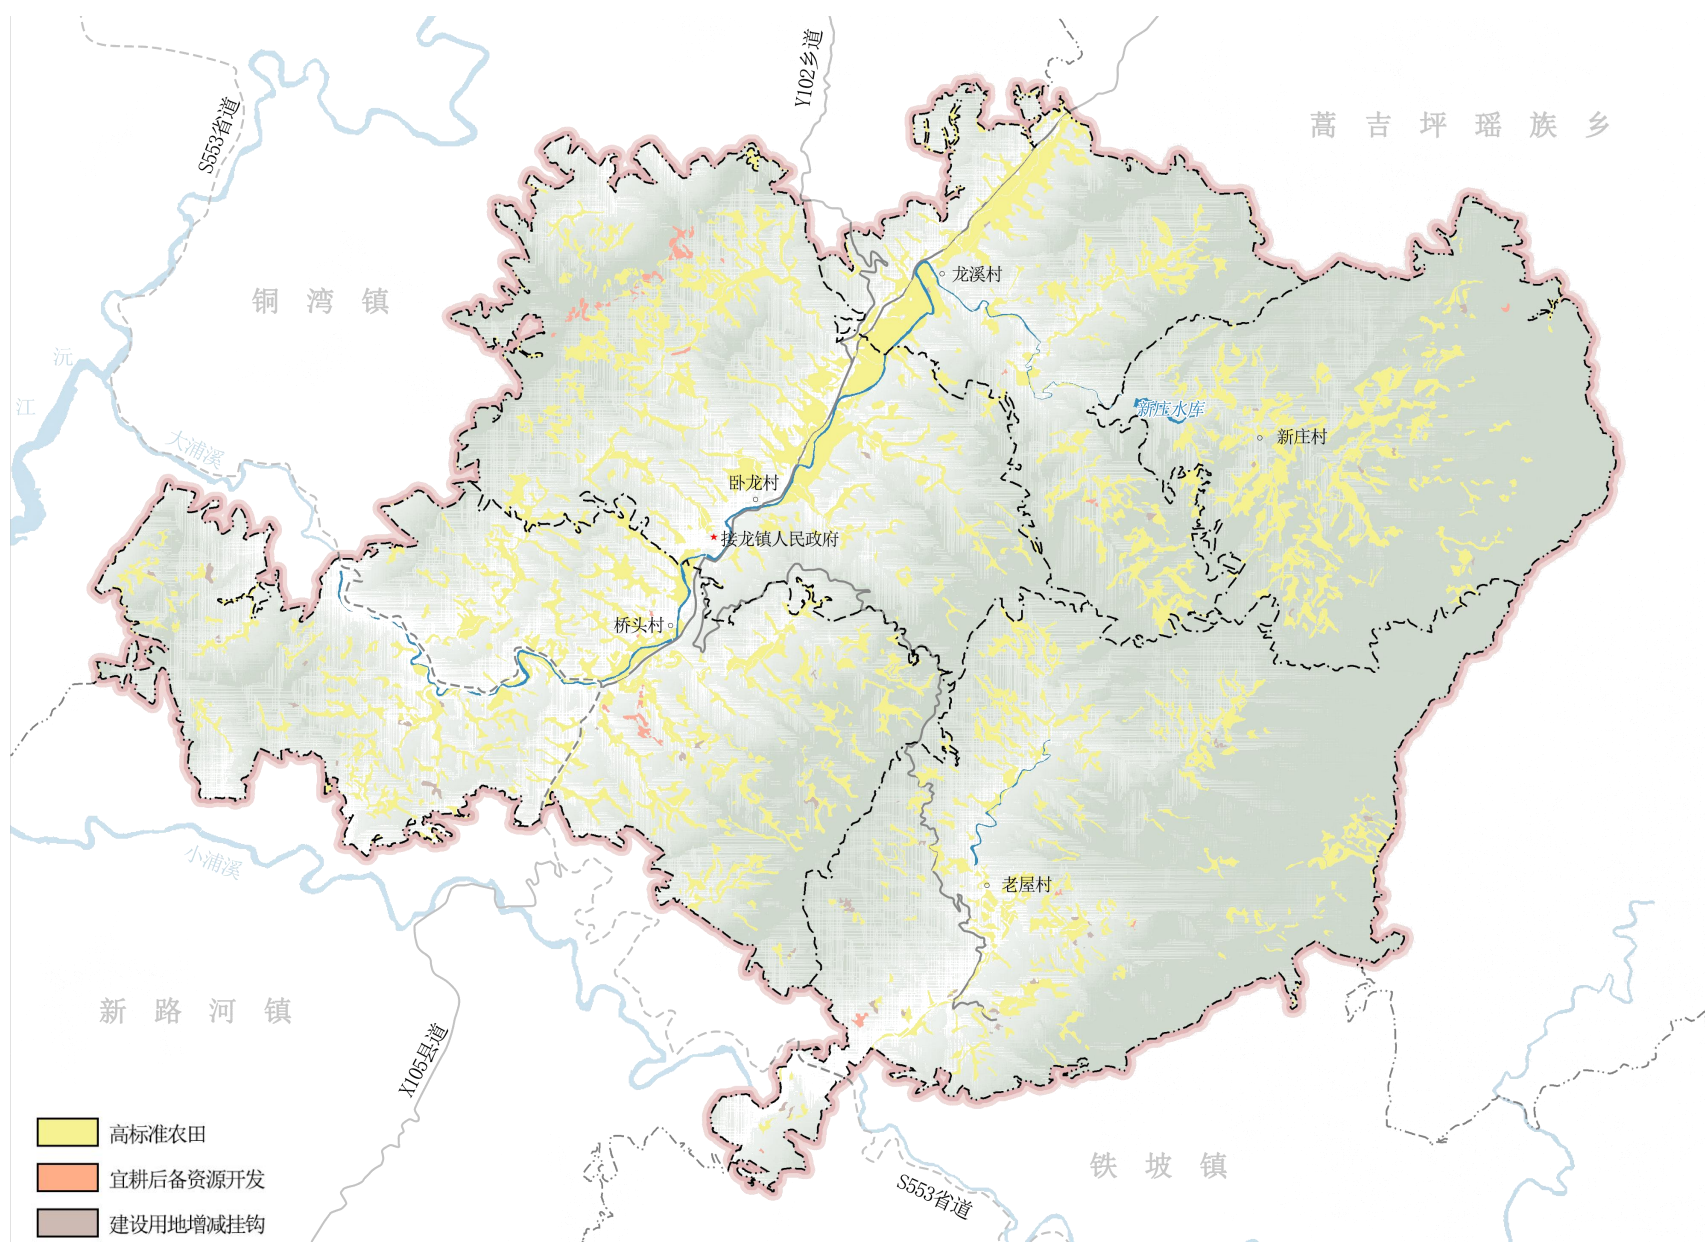 Y102乡道
S553省道
蒿吉坪瑶族乡
龙溪村
铜湾镇
沅
江
新庄水库
新庄村
大浦溪
卧龙村
接龙镇人民政府
桥头村
小浦溪
老屋村
新路河镇
X105县道
铁坡镇
S553省道
高标准农田
宜耕后备资源开发
建设用地增减挂钩